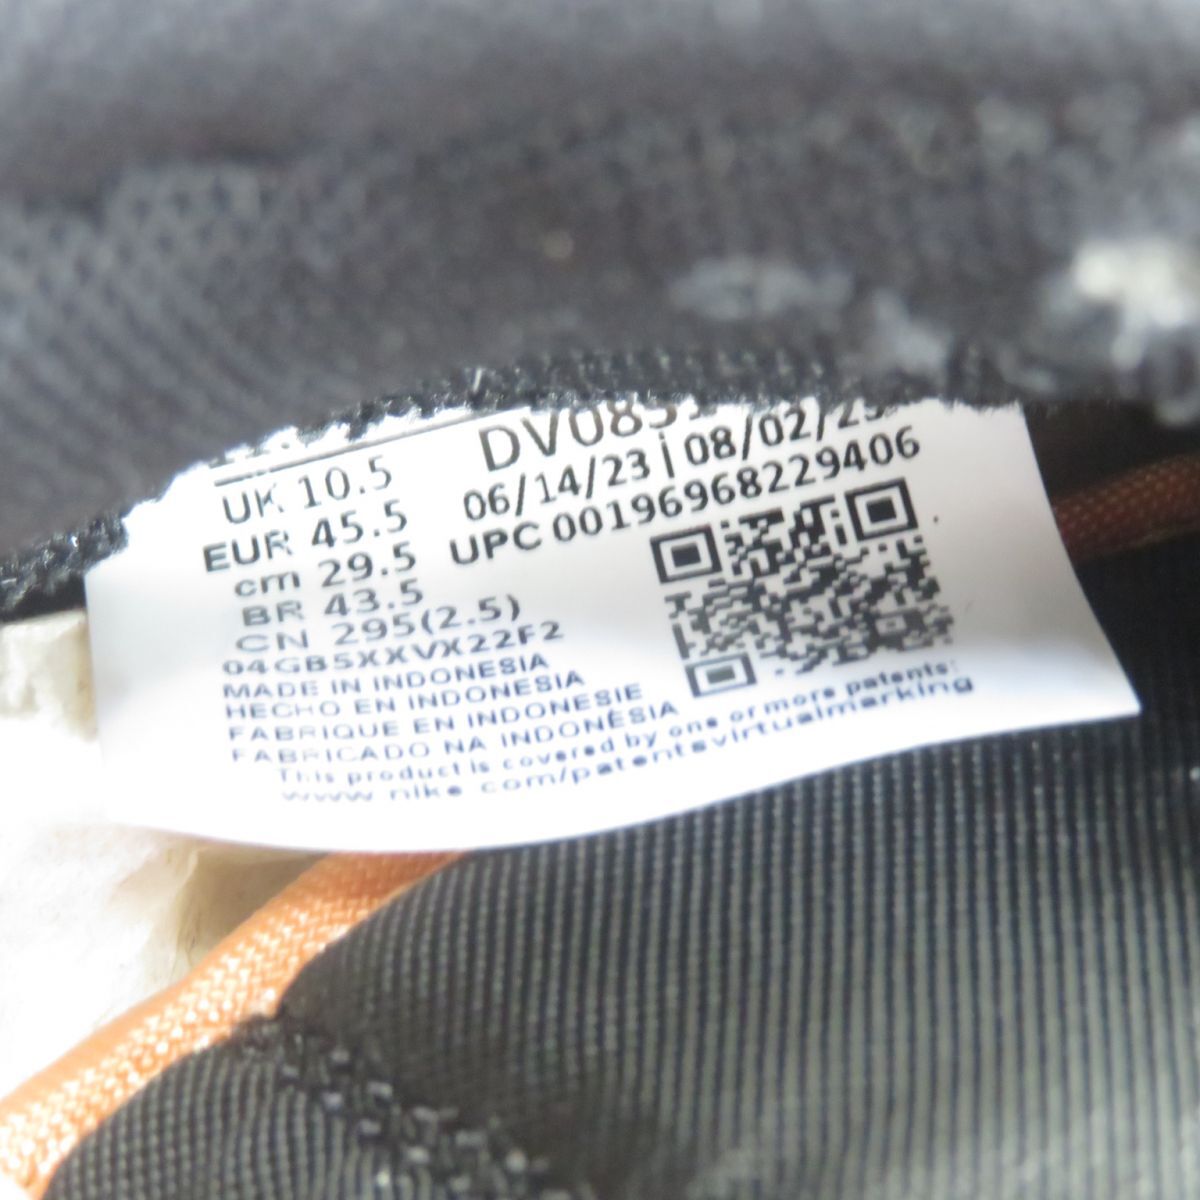 UK 10.5
EUR 45.5
cm 29.5
BR 43.5
CN 295(2.5)
04GB5XXVX22F2
MADE IN INDONESIA
HECHO EN INDONESIA
FABRIQUE EN INDONESIE
FABRICADO NA INDONÉSIA
This product is covered by one or more patents:
www.nike.com/patentsvirtualmarking
06/14/23 | 08/02/23
UPC 00196968229406